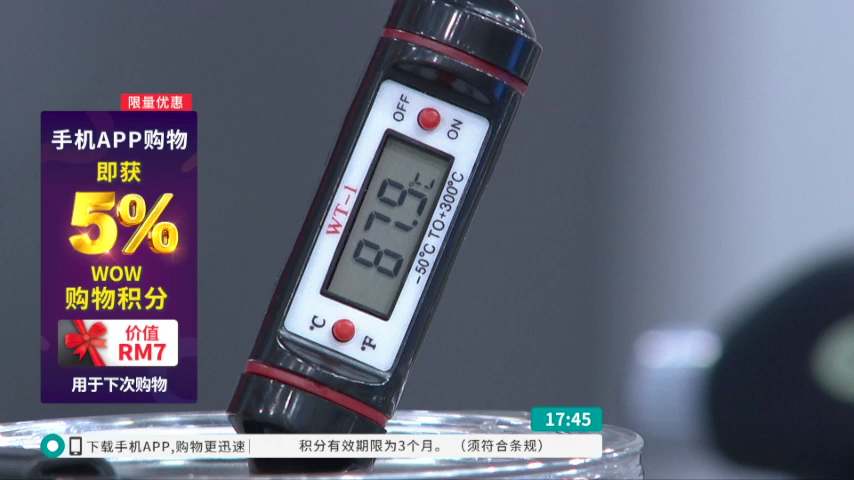 限量优惠
手机APP购物
即获
5%
WOW
购物积分
价值
RM7
用于下次购物
OFF
ON
WT-1
87.9
-50°C TO+300°C
°C
°F
17:45
下载手机APP,购物更迅速
积分有效期限为3个月。 （须符合条规）